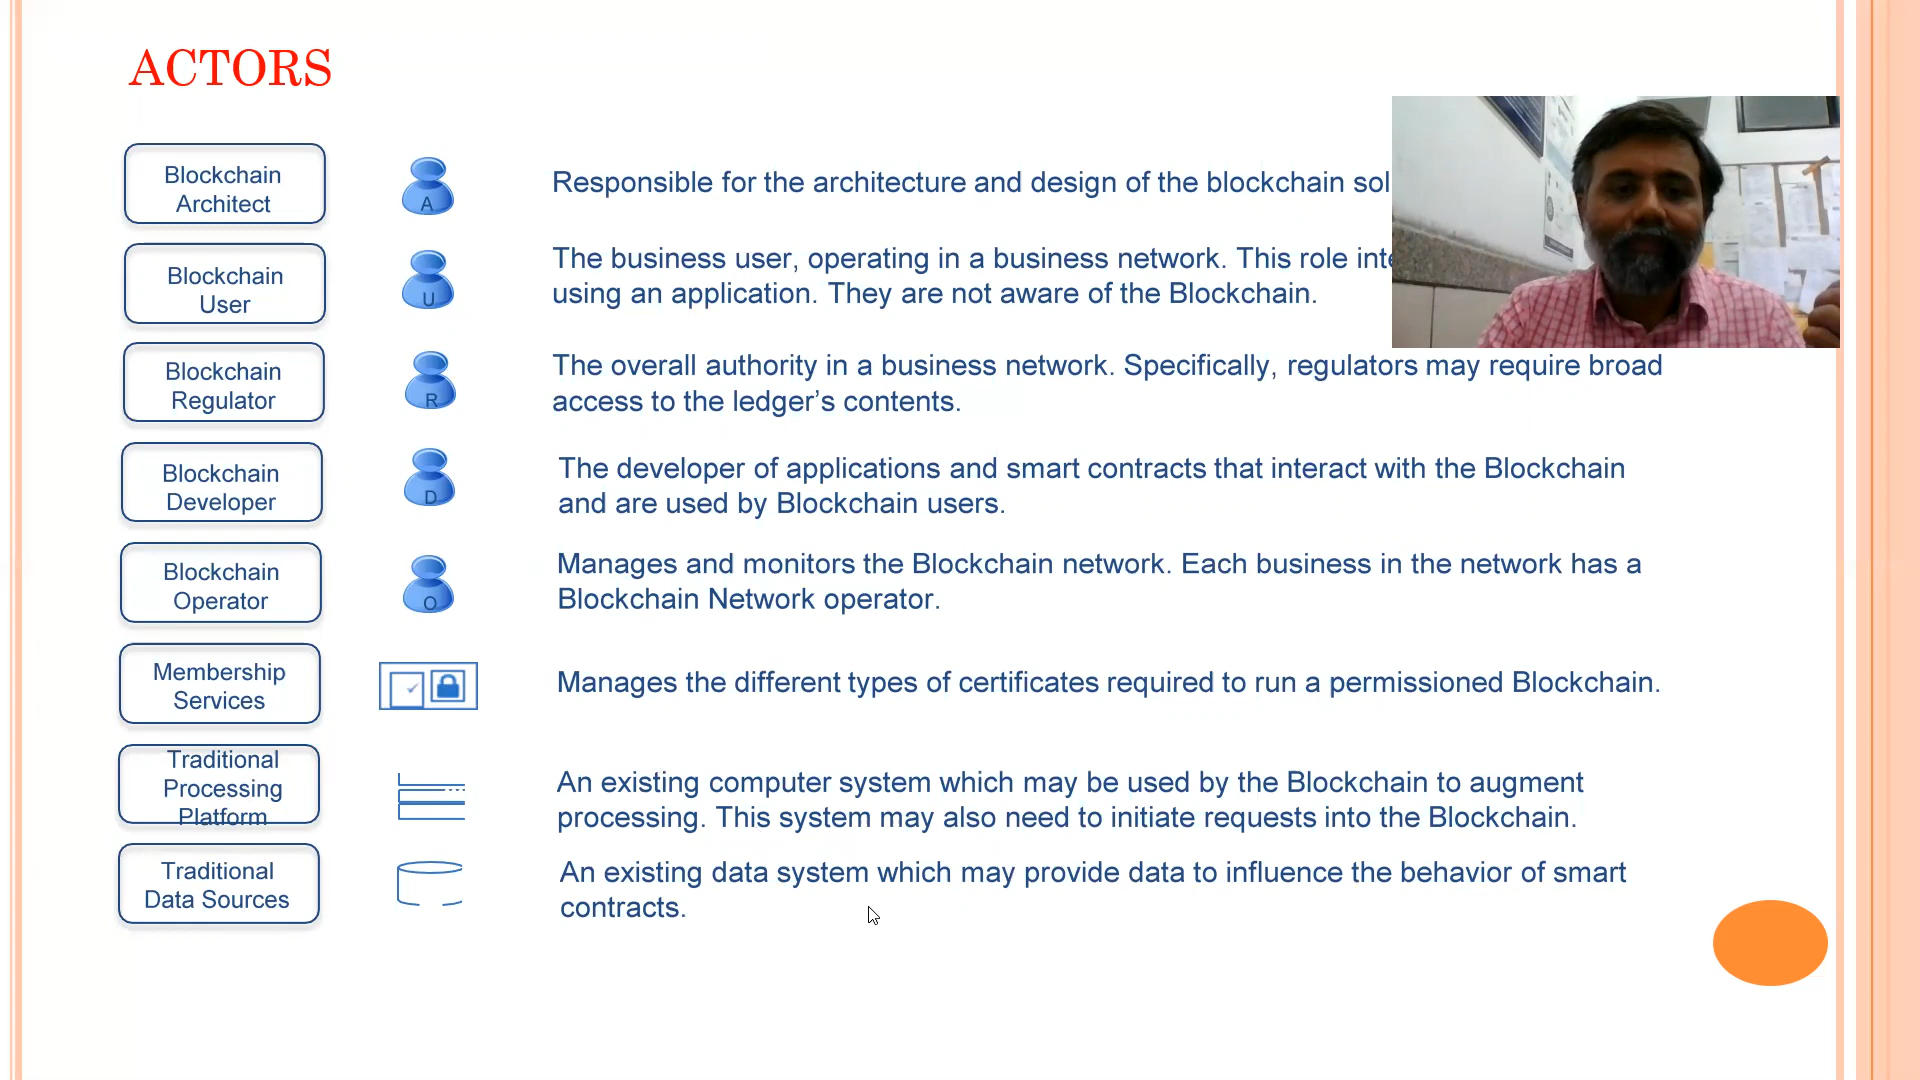 ACTORS
Blockchain
Architect
A
Responsible for the architecture and design of the blockchain
Blockchain
User
U
The business user, operating in a business network. This role
using an application. They are not aware of the Blockchain.
Blockchain
Regulator
R
The overall authority in a business network. Specifically, regulators may require broad
access to the ledger’s contents.
Blockchain
Developer
D
The developer of applications and smart contracts that interact with the Blockchain
and are used by Blockchain users.
Blockchain
Operator
O
Manages and monitors the Blockchain network. Each business in the network has a
Blockchain Network operator.
Membership
Services
Manages the different types of certificates required to run a permissioned Blockchain.
Traditional
Processing
Platform
An existing computer system which may be used by the Blockchain to augment
processing. This system may also need to initiate requests into the Blockchain.
Traditional
Data Sources
An existing data system which may provide data to influence the behavior of smart
contracts.